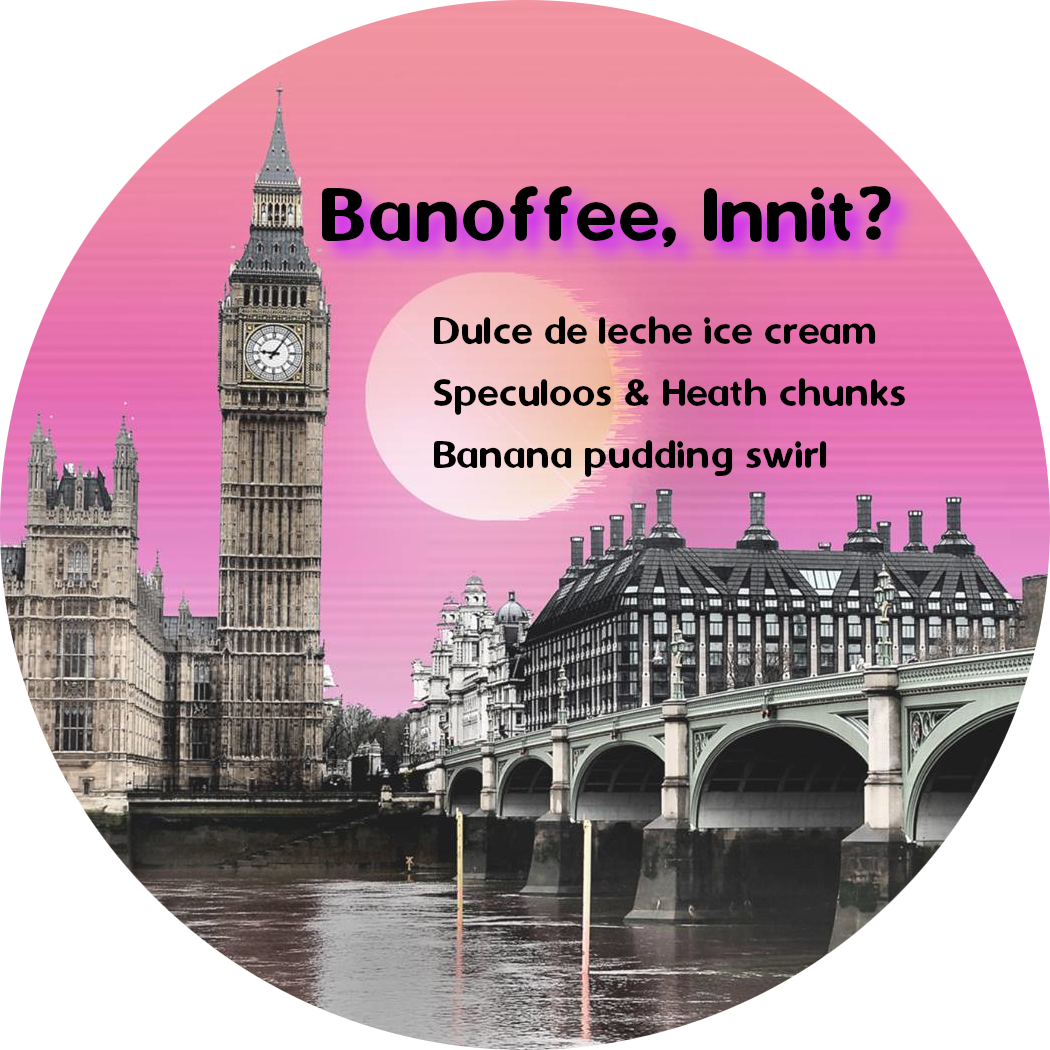 Banoffee, Innit?
Dulce de leche ice cream
Speculoos & Heath chunks
Banana pudding swirl